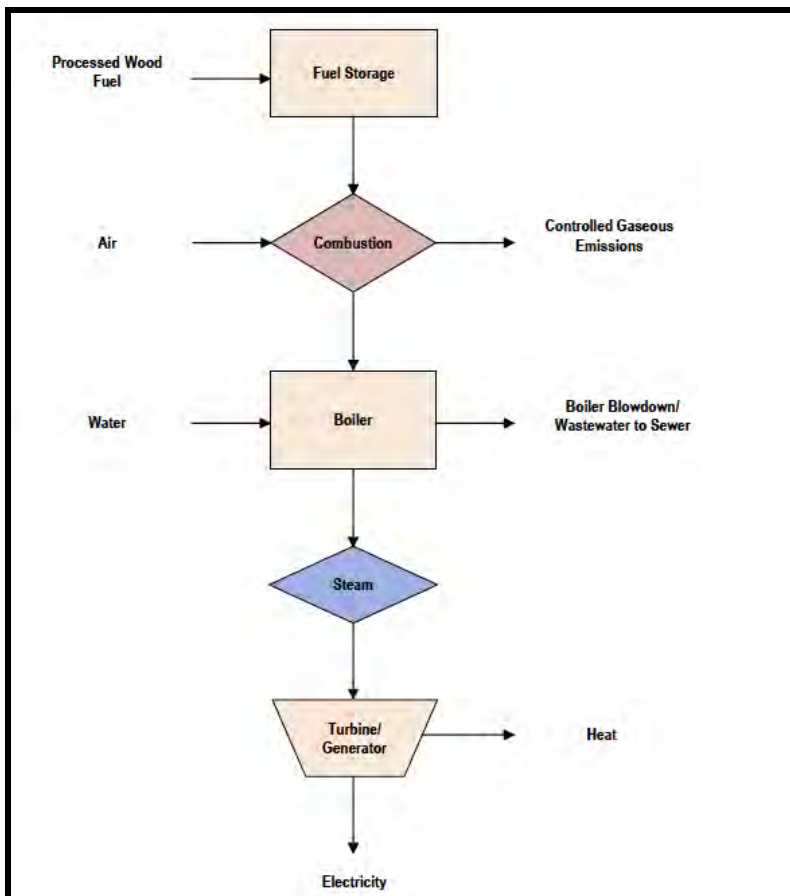 Processed Wood
Fuel
Fuel Storage
Air
Combustion
Controlled Gaseous
Emissions
Water
Boiler
Boiler Blowdown/
Wastewater to Sewer
Steam
Turbine/
Generator
Heat
Electricity